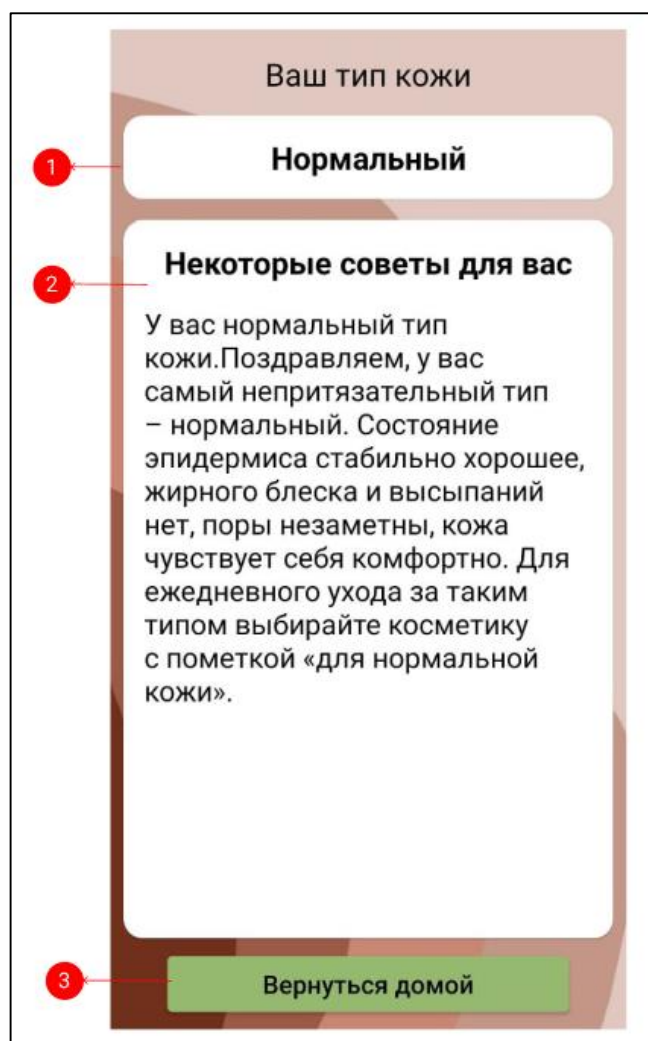 Ваш тип кожи
1
Нормальный
Некоторые советы для вас
2
У вас нормальный тип
кожи.Поздравляем, у вас
самый непритязательный тип
– нормальный. Состояние
эпидермиса стабильно хорошее,
жирного блеска и высыпаний
нет, поры незаметны, кожа
чувствует себя комфортно. Для
ежедневного ухода за таким
типом выбирайте косметику
с пометкой «для нормальной
кожи».
3
Вернуться домой